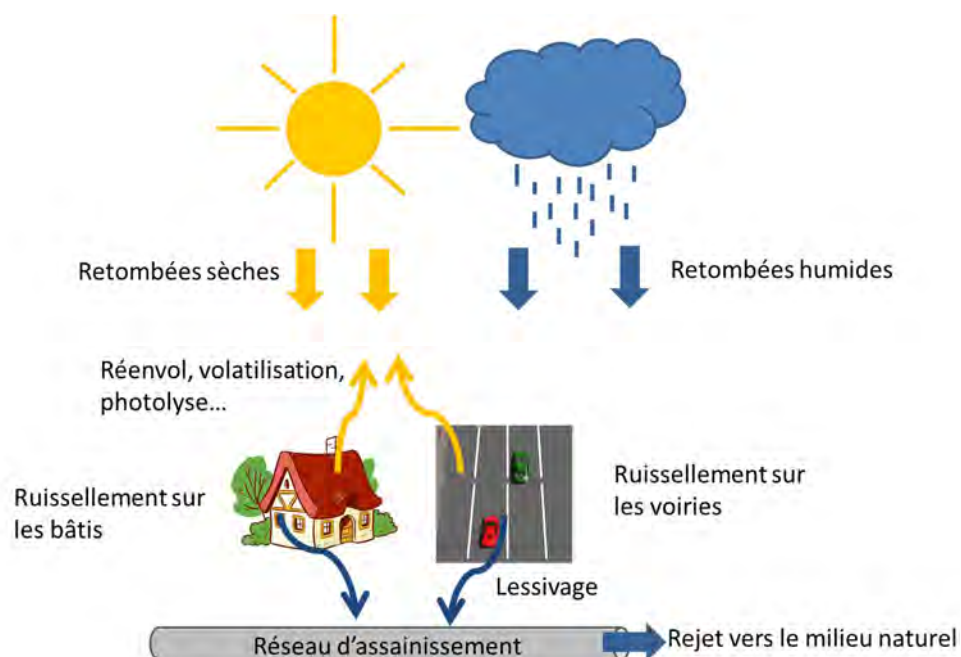 Retombées sèches
Retombées humides
Réenvol, volatilisation,
photolyse...
Ruissellement sur
les bâtis
Ruissellement sur
les voiries
Lessivage
Réseau d'assainissement
Rejet vers le milieu naturel